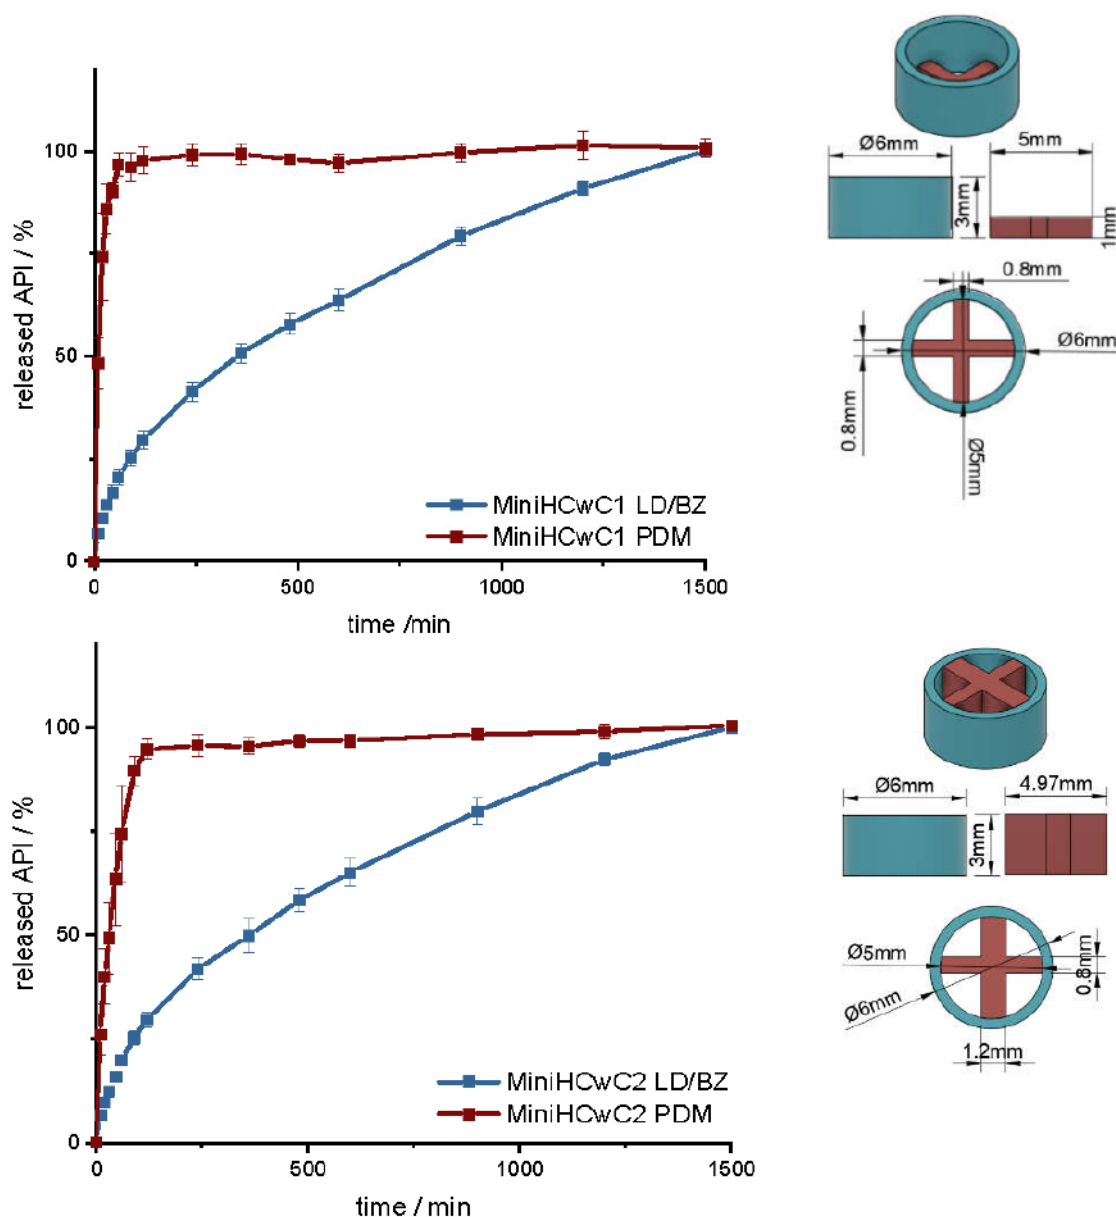 100
50
0
released API / %
MiniHCwC1 LD/BZ
MiniHCwC1 PDM
0
500
1000
1500
time /min
Ø6mm
5mm
3mm
1mm
0.8mm
Ø6mm
0.8mm
Ø5mm
100
50
0
released API / %
MiniHCwC2 LD/BZ
MiniHCwC2 PDM
0
500
1000
1500
time / min
Ø6mm
4.97mm
3mm
Ø5mm
0.8mm
Ø6mm
1.2mm